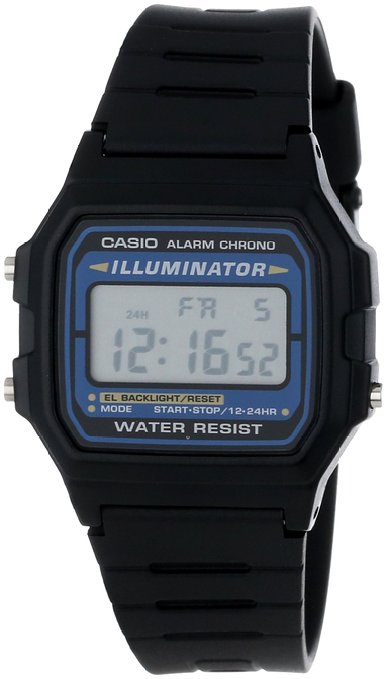 CASIO ALARM CHRONO
ILLUMINATOR
24H FR 5
12:16 52
EL BACKLIGHT/RESET
MODE START·STOP/12·24HR
WATER RESIST